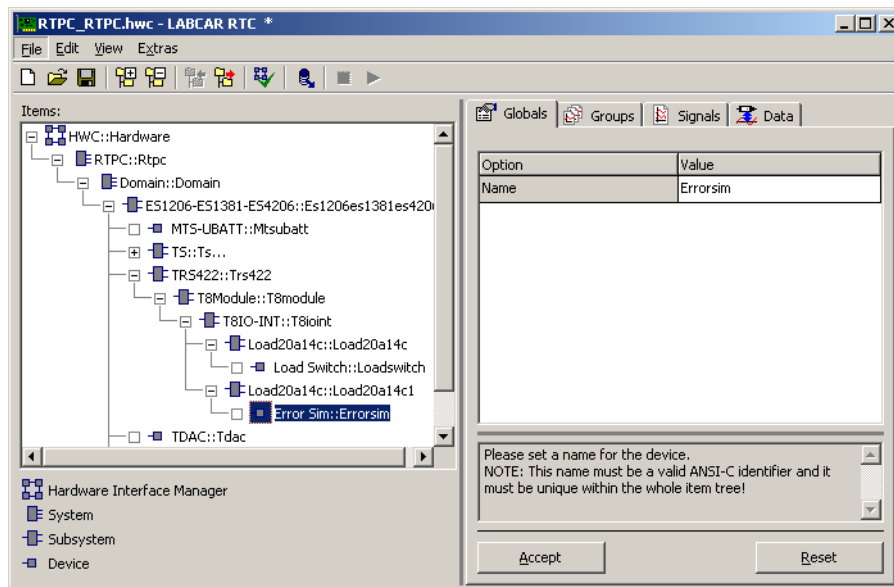 RTPC_RTPC.hwc - LABCAR RTC *
File Edit View Extras
Items:
HWC::Hardware
RTPC::Rtpc
Domain::Domain
ES1206-ES1381-ES4206::Es1206es1381es420
MTS-UBATT::Mtsubatt
TS::Ts...
TRS422::Trs422
T8Module::T8module
T8IO-INT::T8ioint
Load20a14c::Load20a14c
Load Switch::Loadswitch
Load20a14c::Load20a14c1
Error Sim::Errorsim
TDAC::Tdac
Hardware Interface Manager
System
Subsystem
Device
Globals Groups Signals Data
Option Value
Name Errorsim
Please set a name for the device.
NOTE: This name must be a valid ANSI-C identifier and it
must be unique within the whole item tree!
Accept Reset